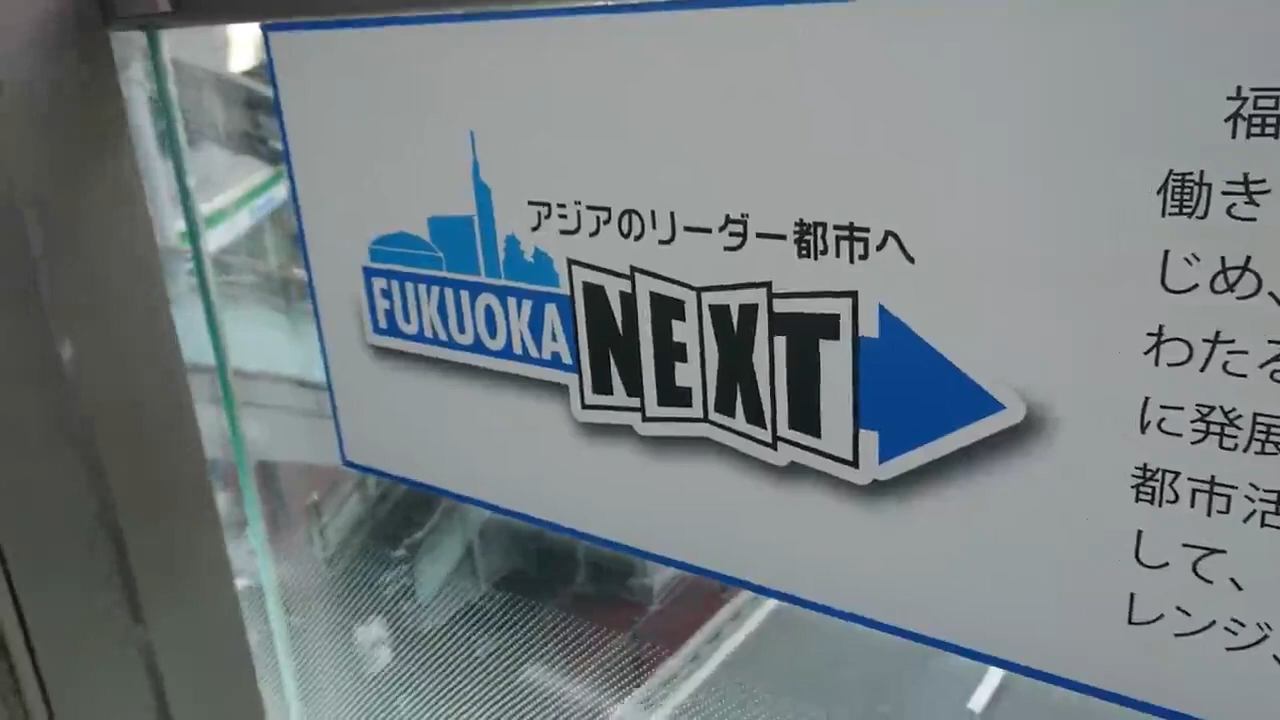 アジアのリーダー都市へ
FUKUOKA NEXT
福
働き
じめ、
わたる
に発展
都市活
して、
レンジ、